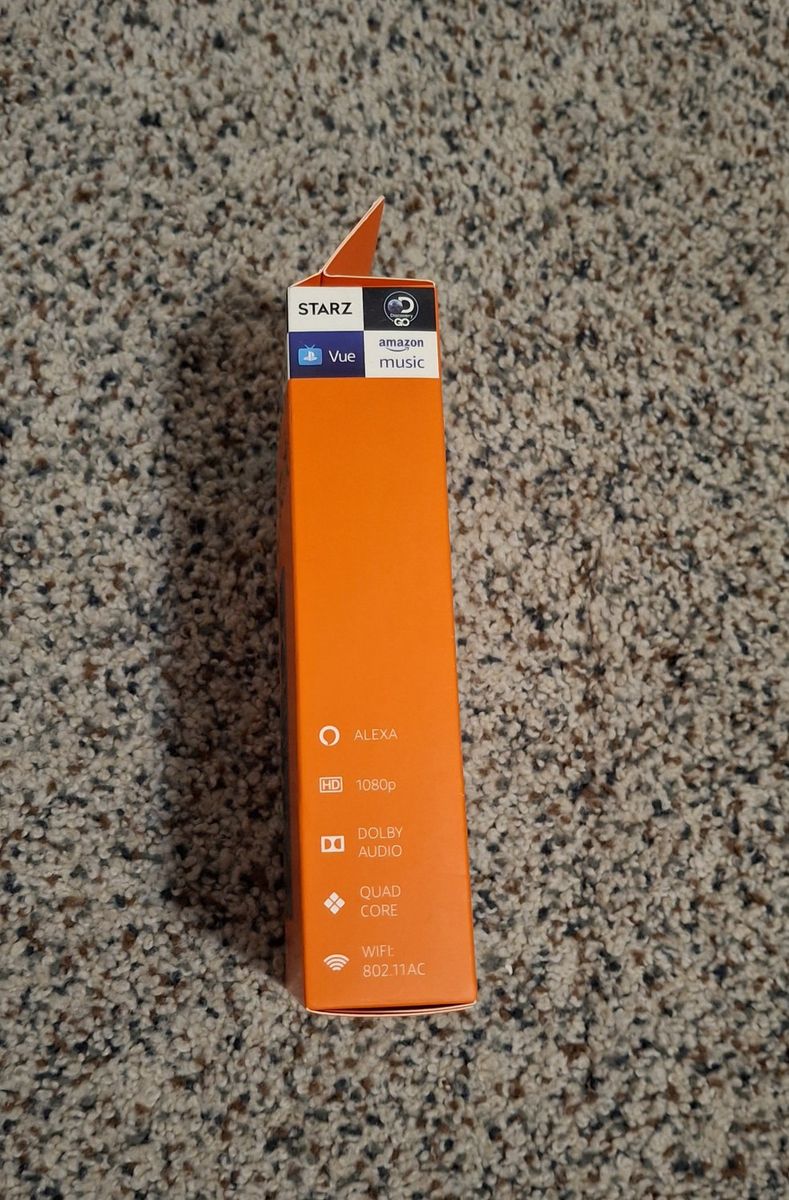 STARZ
D
Discovery
GO
Vue
amazon
music
ALEXA
HD 1080p
DOLBY
AUDIO
QUAD
CORE
WIFI:
802.11AC